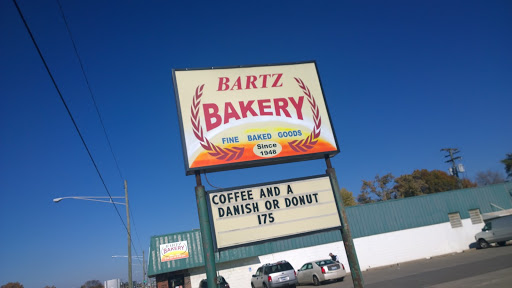 BARTZ
BAKERY
FINE BAKED GOODS
Since
1948
COFFEE AND A
DANISH OR DONUT
175
BAKERY